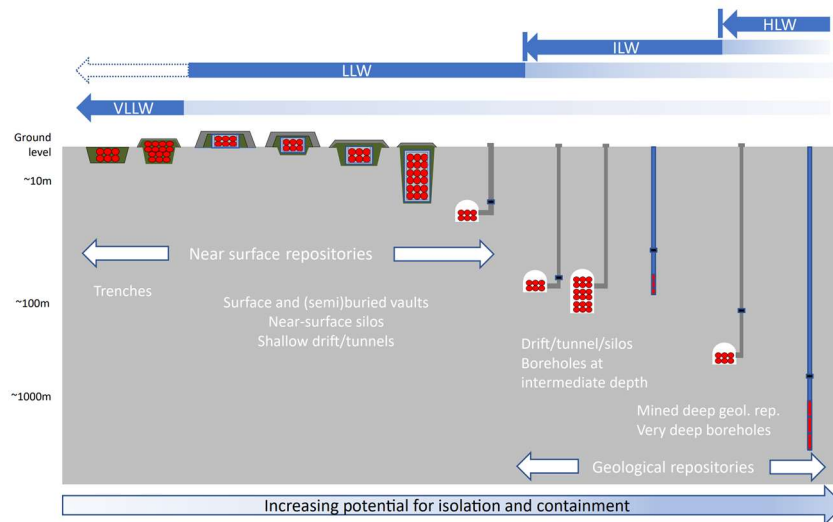 HLW
ILW
LLW
VLLW
Ground
level
~10m
Near surface repositories
Trenches
Surface and (semi)buried vaults
Near-surface silos
Shallow drift/tunnels
~100m
Drift/tunnel/silos
Boreholes at
intermediate depth
~1000m
Mined deep geol. rep.
Very deep boreholes
Geological repositories
Increasing potential for isolation and containment